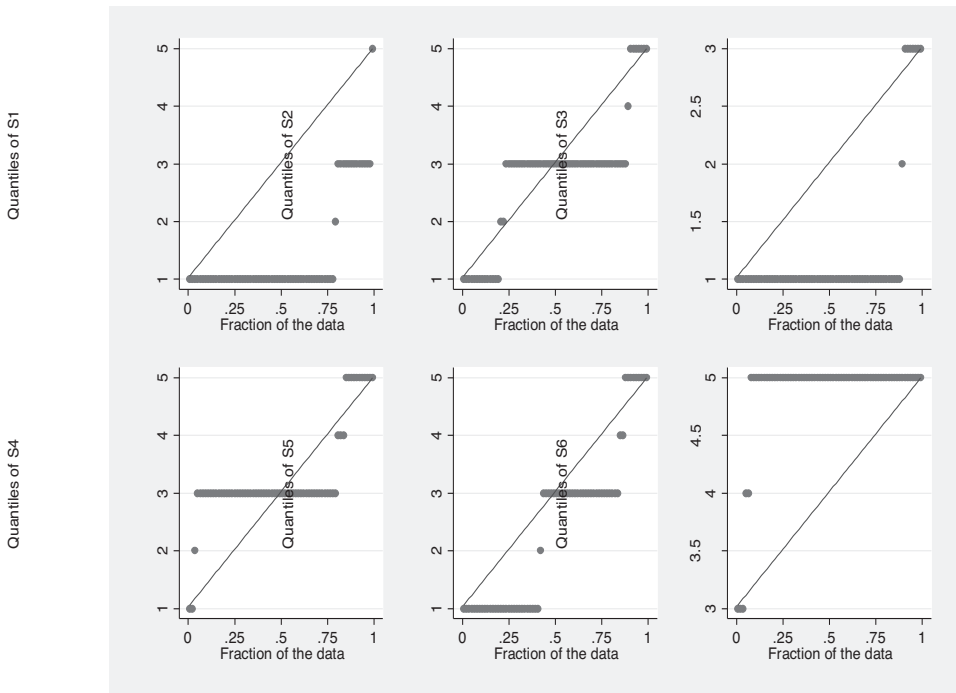 Quantiles of S1
5
4
3
2
1
0 .25 .5 .75 1
Fraction of the data
Quantiles of S2
5
4
3
2
1
0 .25 .5 .75 1
Fraction of the data
Quantiles of S3
3
2.5
2
1.5
1
0 .25 .5 .75 1
Fraction of the data
Quantiles of S4
5
4
3
2
1
0 .25 .5 .75 1
Fraction of the data
Quantiles of S5
5
4
3
2
1
0 .25 .5 .75 1
Fraction of the data
Quantiles of S6
5
4.5
4
3.5
3
0 .25 .5 .75 1
Fraction of the data